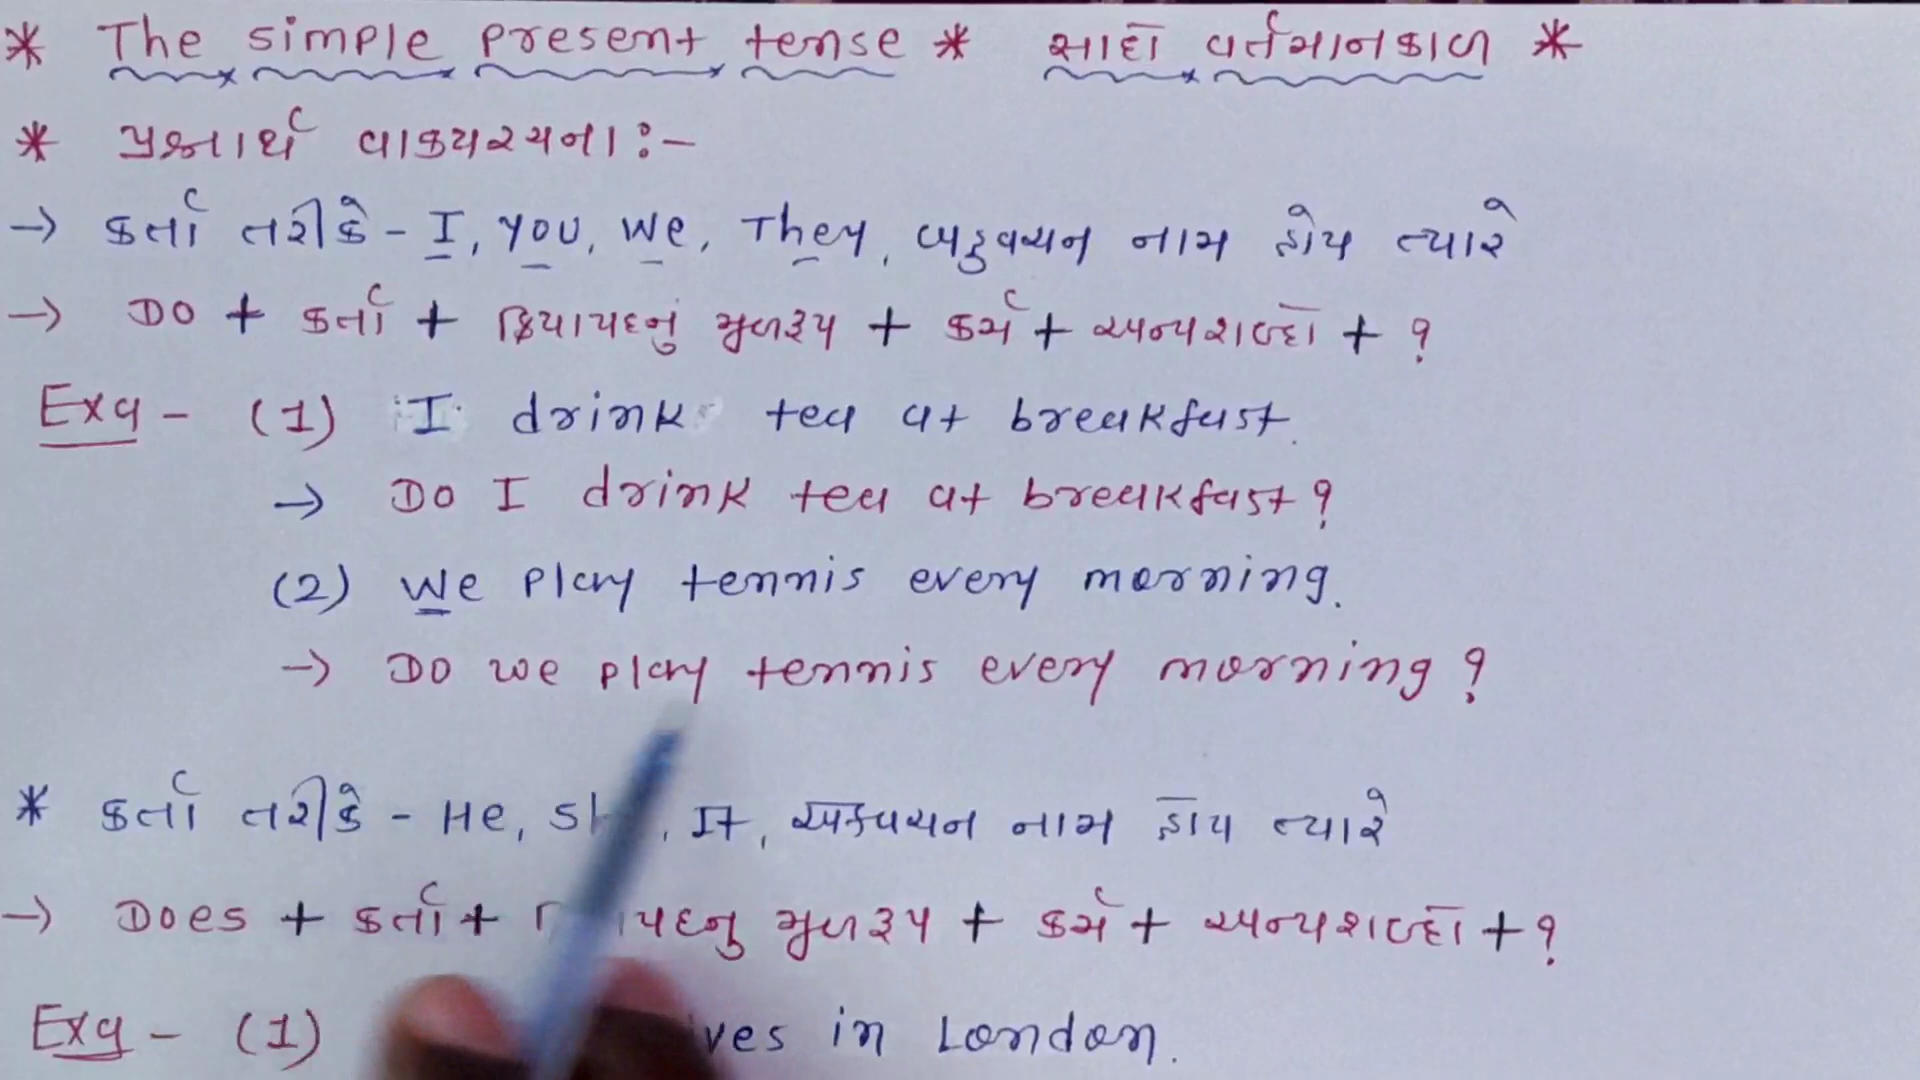 * The simple present tense * સાદો વર્તમાનકાળ *
* પ્રશ્નાર્થ વાક્યરચના :-
→ કર્તા તરીકે - I, you, we, They, બહુવચન નામ હોય ત્યારે
→ Do + કર્તા + ક્રિયાપદનું મુળરૂપ + કર્મ + અન્યશબ્દો + ?
Exa - (1) I drink tea at breakfast.
→ Do I drink tea at breakfast?
(2) We play tennis every morning.
→ Do we play tennis every morning?
* કર્તા તરીકે - He, It, એકવચન નામ હોય ત્યારે
→ Does + કર્તા + મુળરૂપ + કર્મ + અન્યશબ્દો + ?
Exa - (1) in London.